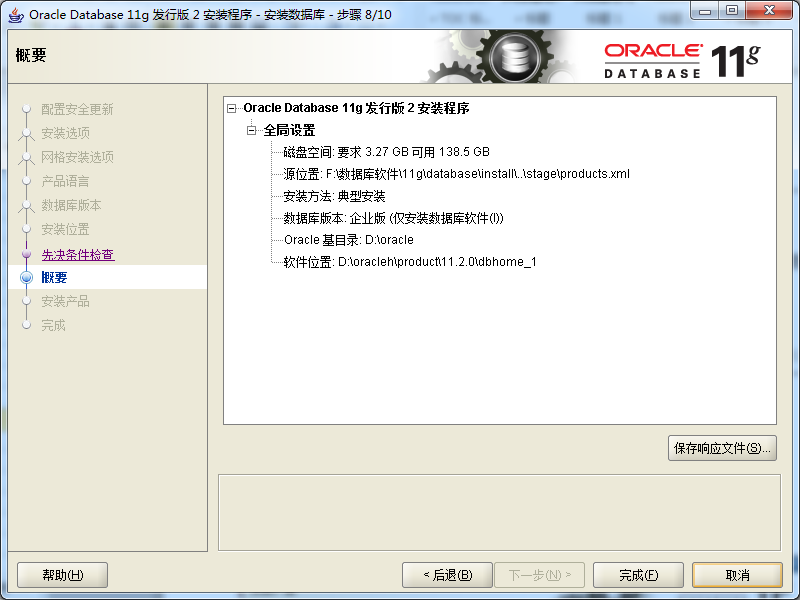 Oracle Database 11g 发行版 2 安装程序 - 安装数据库 - 步骤 8/10
概要
ORACLE
DATABASE 11g
配置安全更新
安装选项
网格安装选项
产品语言
数据库版本
安装位置
先决条件检查
概要
安装产品
完成
Oracle Database 11g 发行版 2 安装程序
全局设置
磁盘空间: 要求 3.27 GB 可用 138.5 GB
源位置: F:\数据库软件\11g\database\install\..\stage\products.xml
安装方法: 典型安装
数据库版本: 企业版 (仅安装数据库软件(I))
Oracle 基目录: D:\oracle
软件位置: D:\oracleh\product\11.2.0\dbhome_1
保存响应文件(S)...
帮助(H)
< 后退(B)
下一步(N) >
完成(F)
取消